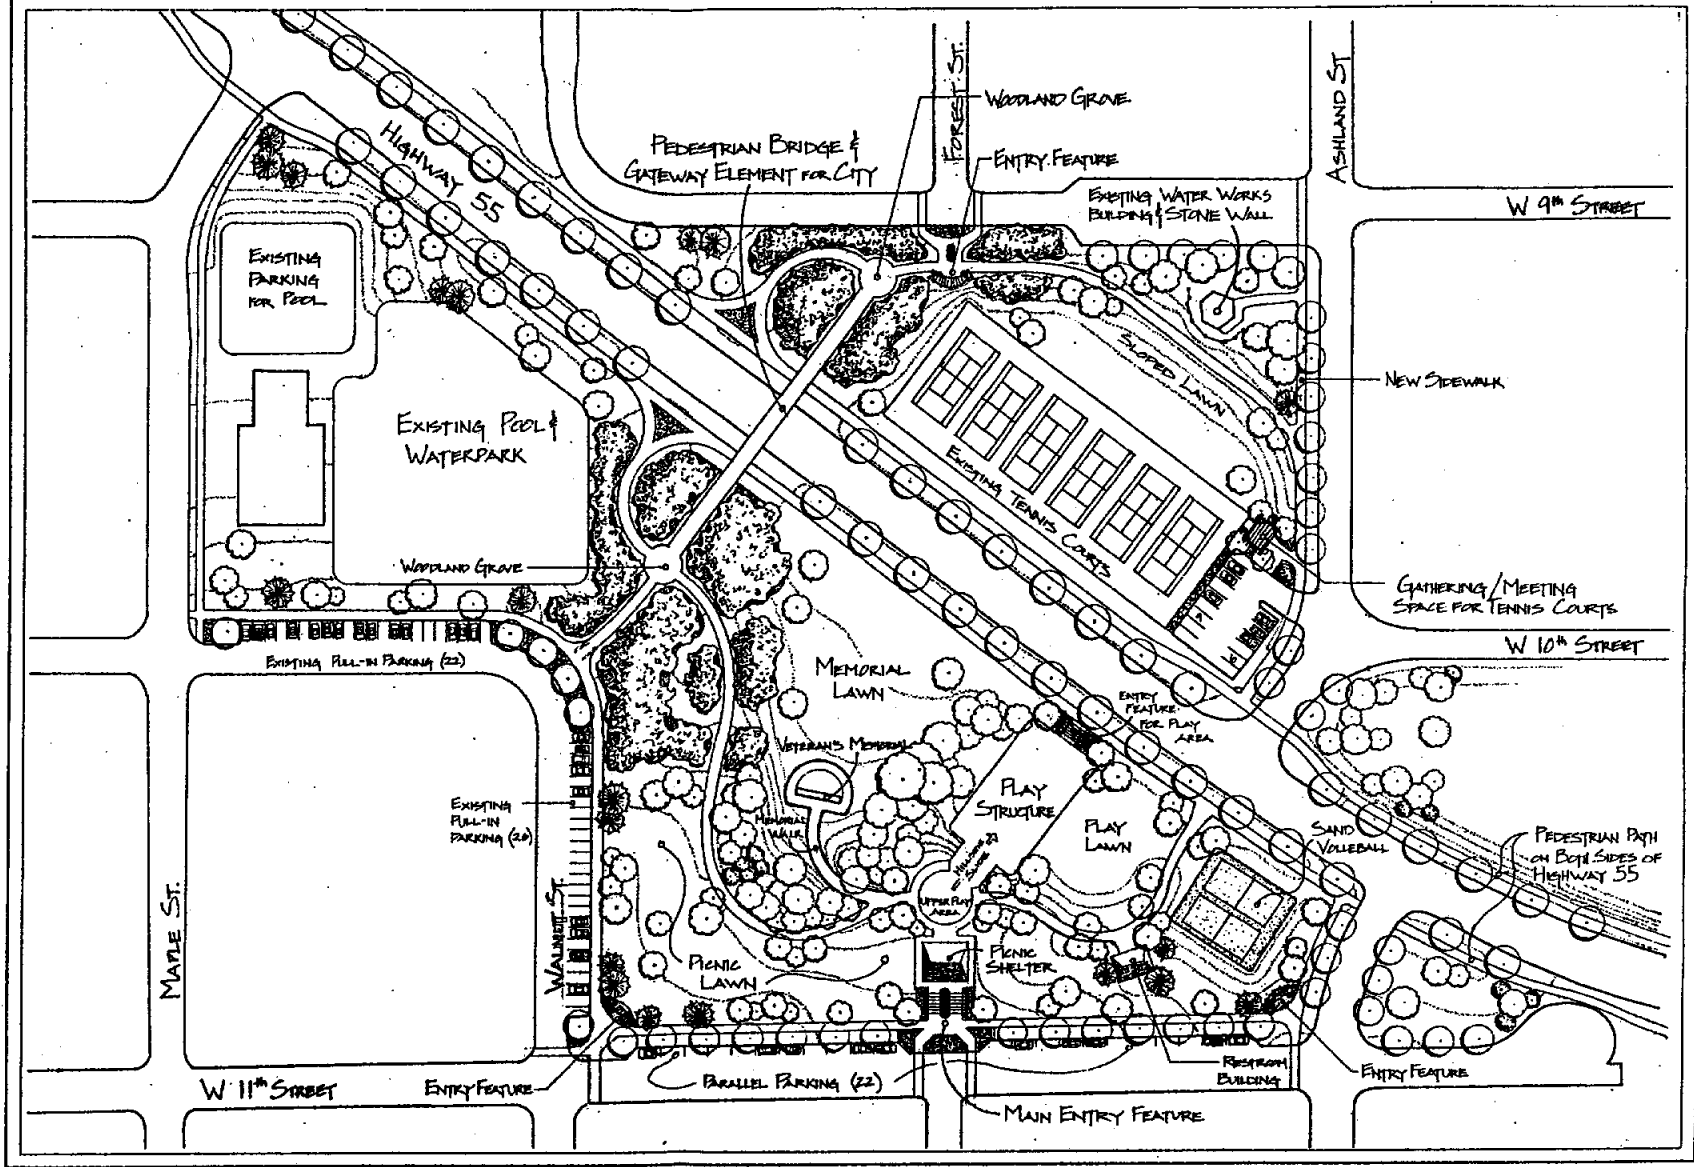 FOREST ST.
ASHLAND ST
WOODLAND GROVE
HIGHWAY 55
PEDESTRIAN BRIDGE &
GATEWAY ELEMENT FOR CITY
ENTRY FEATURE
EXISTING WATER WORKS
BUILDING & STONE WALL
W 9th STREET
EXISTING
PARKING
FOR POOL
SLOPED LAWN
NEW SIDEWALK
EXISTING POOL &
WATERPARK
EXISTING TENNIS COURTS
WOODLAND GROVE
GATHERING/MEETING
SPACE FOR TENNIS COURTS
W 10th STREET
EXISTING PULL-IN PARKING (22)
MEMORIAL
LAWN
ENTRY
FEATURE
FOR PLAY
AREA
VETERANS MEMORIAL
PLAY
STRUCTURE
EXISTING
PULL-IN
PARKING (20)
MEMORIAL
WALK
PLAY
LAWN
SAND
VOLLEBALL
PEDESTRIAN PATH
ON BOTH SIDES OF
HIGHWAY 55
UPPER PLAY
AREA
MAPLE ST.
WALNUT ST.
PICNIC
LAWN
PICNIC
SHELTER
RESTROOM
BUILDING
ENTRY FEATURE
W 11th STREET
ENTRY FEATURE
PARALLEL PARKING (22)
MAIN ENTRY FEATURE